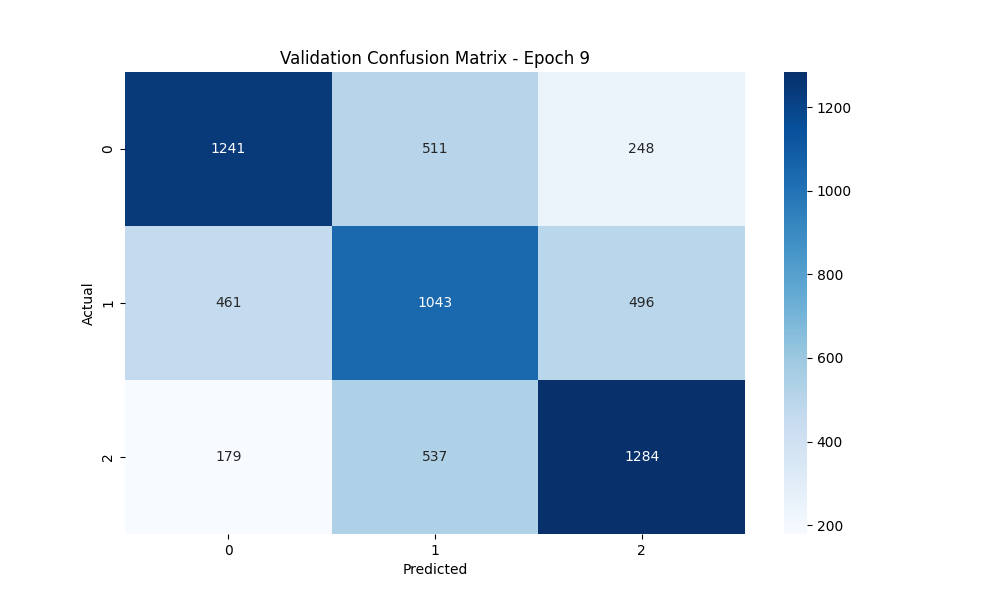 Validation Confusion Matrix - Epoch 9
0 1241 511 248
1 461 1043 496
2 179 537 1284
0 1 2
Actual
Predicted
1200
1000
800
600
400
200